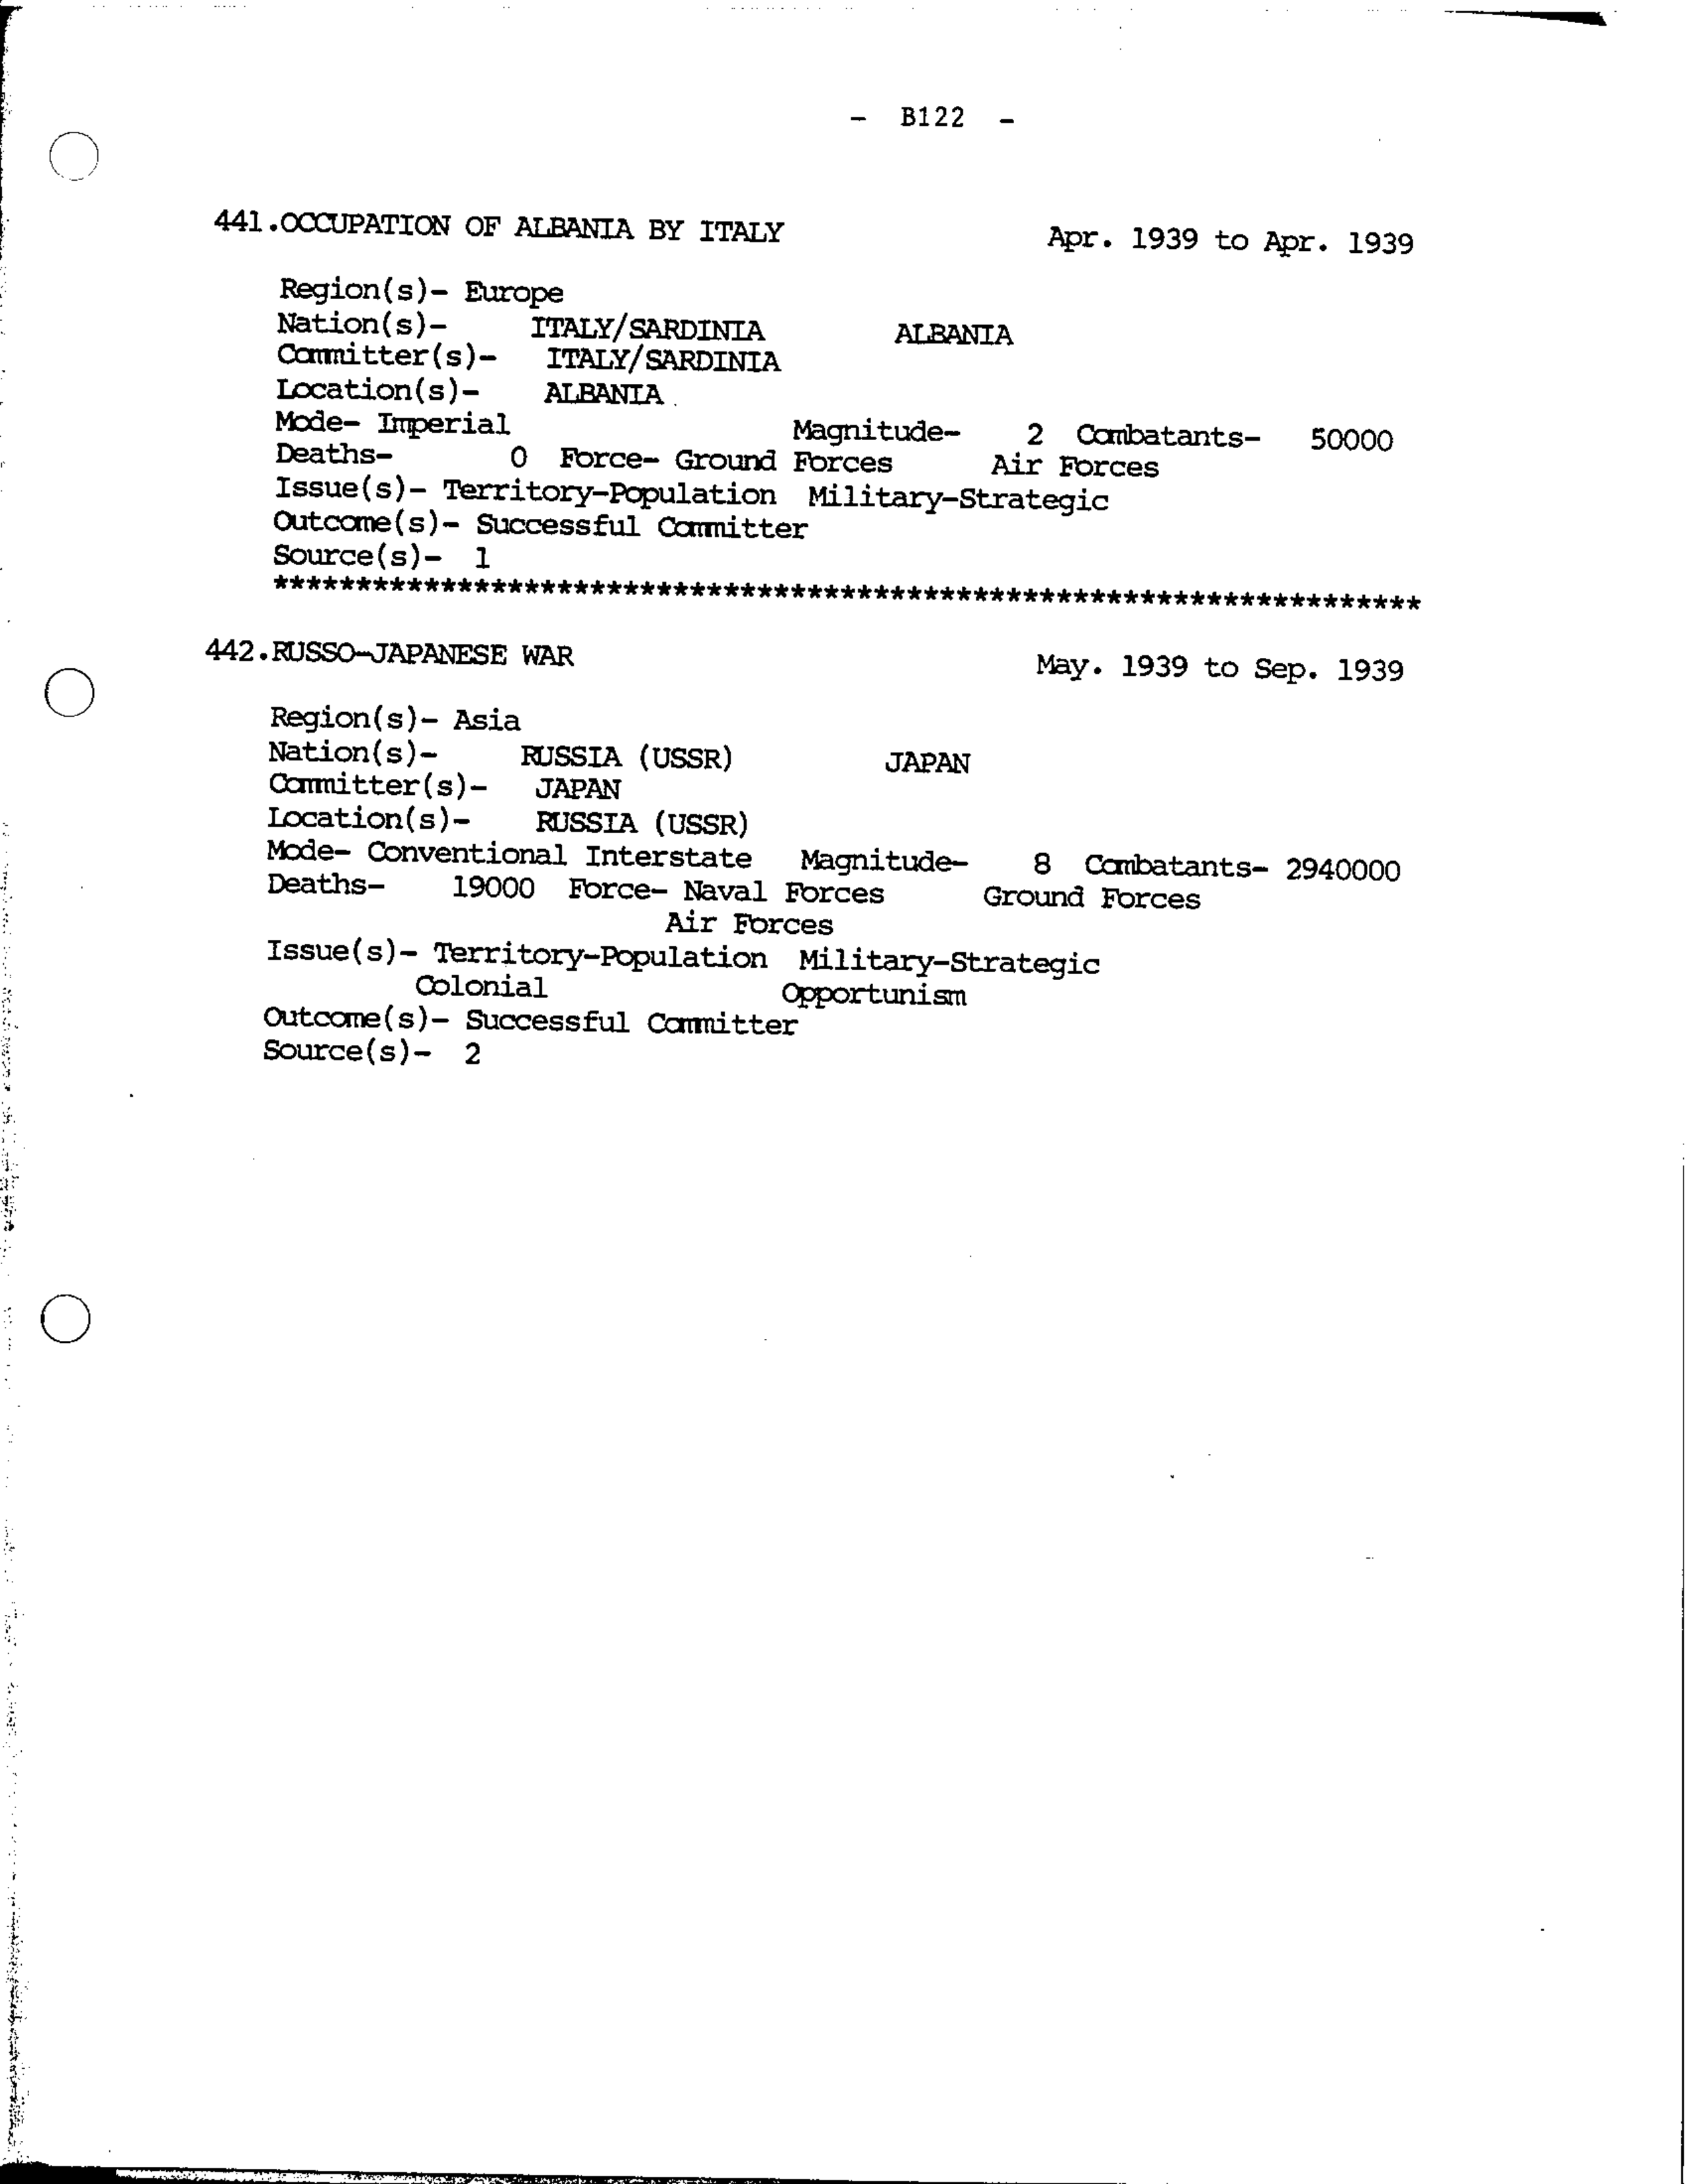 - B122 -
441.OCCUPATION OF ALBANIA BY ITALY Apr. 1939 to Apr. 1939
Region(s)- Europe
Nation(s)- ITALY/SARDINIA ALBANIA
Committer(s)- ITALY/SARDINIA
Location(s)- ALBANIA
Mode- Imperial Magnitude- 2 Combatants- 50000
Deaths- 0 Force- Ground Forces Air Forces
Issue(s)- Territory-Population Military-Strategic
Outcome(s)- Successful Committer
Source(s)- 1
********************************************************************
442.RUSSO-JAPANESE WAR May. 1939 to Sep. 1939
Region(s)- Asia
Nation(s)- RUSSIA (USSR) JAPAN
Committer(s)- JAPAN
Location(s)- RUSSIA (USSR)
Mode- Conventional Interstate Magnitude- 8 Combatants- 2940000
Deaths- 19000 Force- Naval Forces Ground Forces
Air Forces
Issue(s)- Territory-Population Military-Strategic
Colonial Opportunism
Outcome(s)- Successful Committer
Source(s)- 2